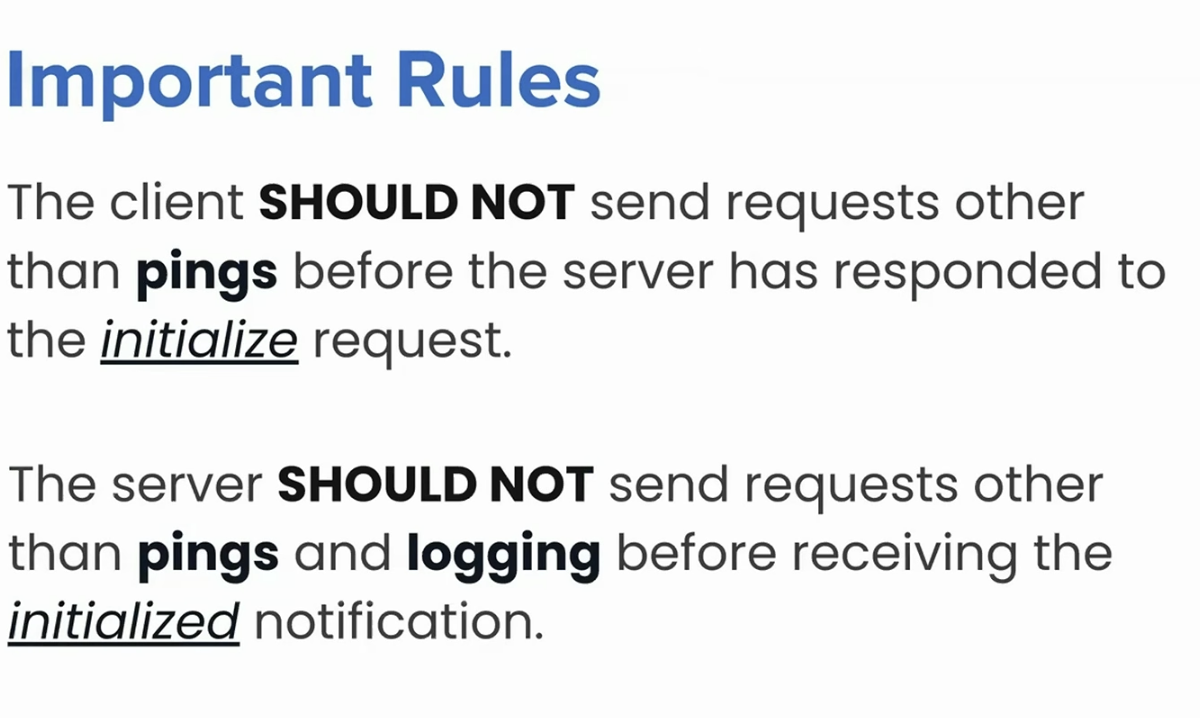 Important Rules
The client SHOULD NOT send requests other
than pings before the server has responded to
the initialize request.
The server SHOULD NOT send requests other
than pings and logging before receiving the
initialized notification.